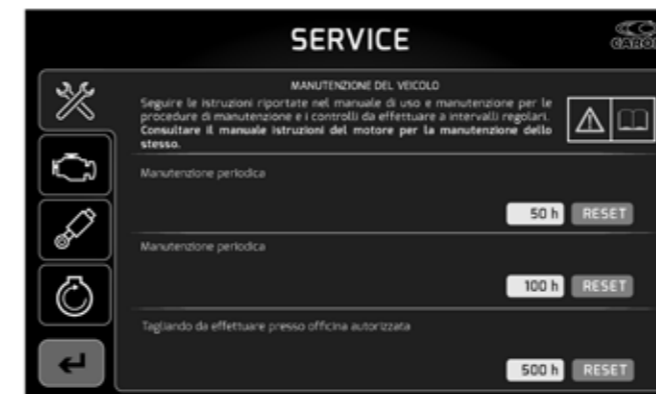 SERVICE
MANUTENZIONE DEL VEICOLO
Seguire le istruzioni riportate nel manuale di uso e manutenzione per le
procedure di manutenzione e i controlli da effettuare a intervalli regolari.
Consultare il manuale istruzioni del motore per la manutenzione dello
stesso.
Manutenzione periodica
50 h RESET
Manutenzione periodica
100 h RESET
Tagliando da effettuare presso officina autorizzata
500 h RESET